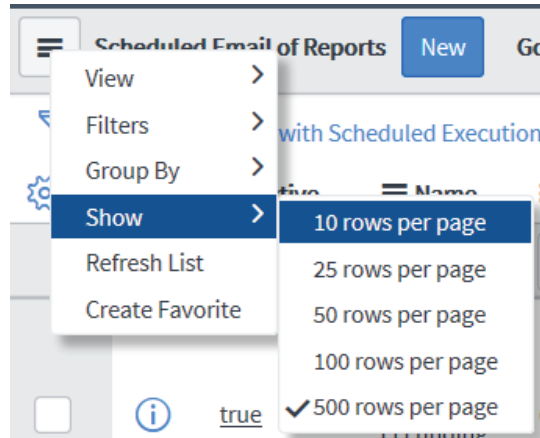 Scheduled Email of Reports New
View
Filters
with Scheduled Execution
Group By
Name
Show
10 rows per page
Refresh List
25 rows per page
Create Favorite
50 rows per page
100 rows per page
true
500 rows per page